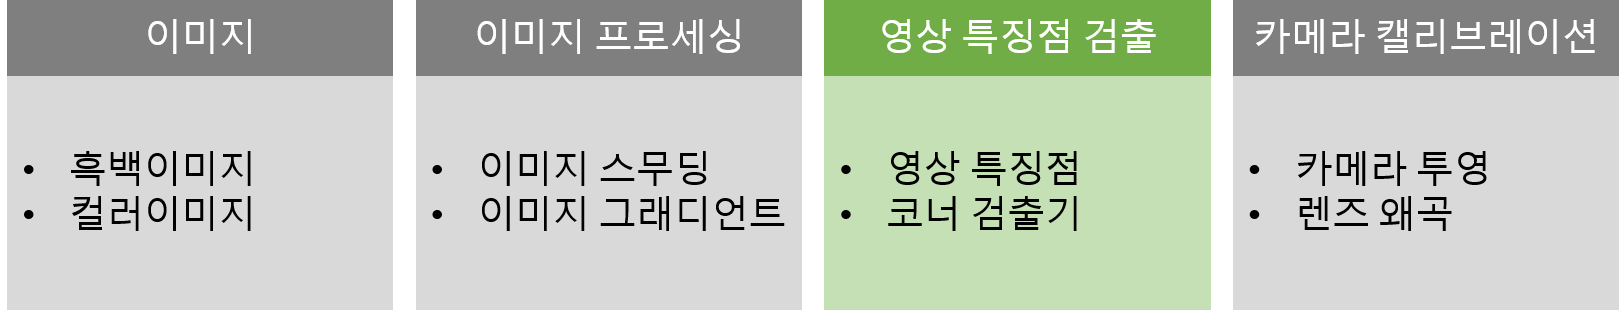 이미지
• 흑백이미지
• 컬러이미지
이미지 프로세싱
• 이미지 스무딩
• 이미지 그래디언트
영상 특징점 검출
• 영상 특징점
• 코너 검출기
카메라 캘리브레이션
• 카메라 투영
• 렌즈 왜곡